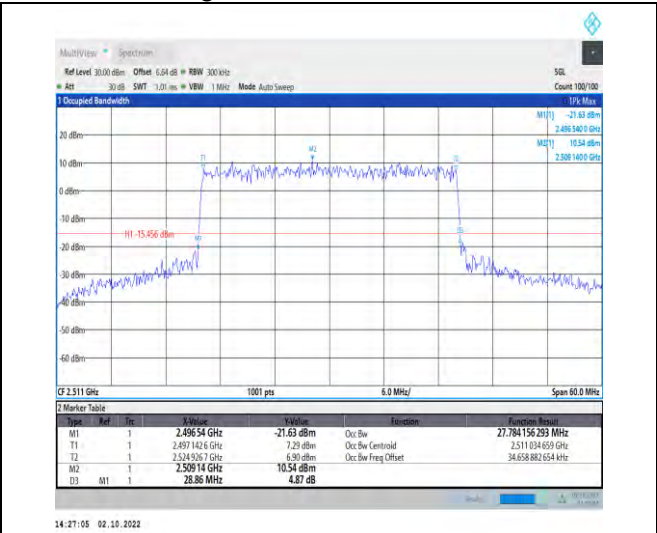 MultiView Spectrum
Ref Level 30.00 dBm Offset 6.64 dB RBW 300 kHz SGL
Att 30 dB SWT 1.01 ms VBW 1 MHz Mode Auto Sweep Count 100/100
1 Occupied Bandwidth 1Pk Max
M1[1] -21.63 dBm
2.496 5400 GHz
M2[1] 10.54 dBm
2.509 1400 GHz
20 dBm
10 dBm
0 dBm
-10 dBm
-20 dBm
-30 dBm
-40 dBm
-50 dBm
-60 dBm
T1
M2
H1 -15.456 dBm
M1
CF 2.511 GHz 1001 pts 6.0 MHz/ Span 60.0 MHz
2 Marker Table
Type Ref Trc X-Value Y-Value Function Function Result
M1 1 2.496 54 GHz -21.63 dBm Occ Bw 27.784 156 293 MHz
T1 1 2.497 142 6 GHz 7.29 dBm Occ Bw Centroid 2.511 034 659 GHz
T2 1 2.524 926 7 GHz 6.90 dBm Occ Bw Freq Offset 34.658 882 654 kHz
M2 1 2.509 14 GHz 10.54 dBm
D3 M1 1 28.86 MHz 4.87 dB
14:27:05 02.10.2022